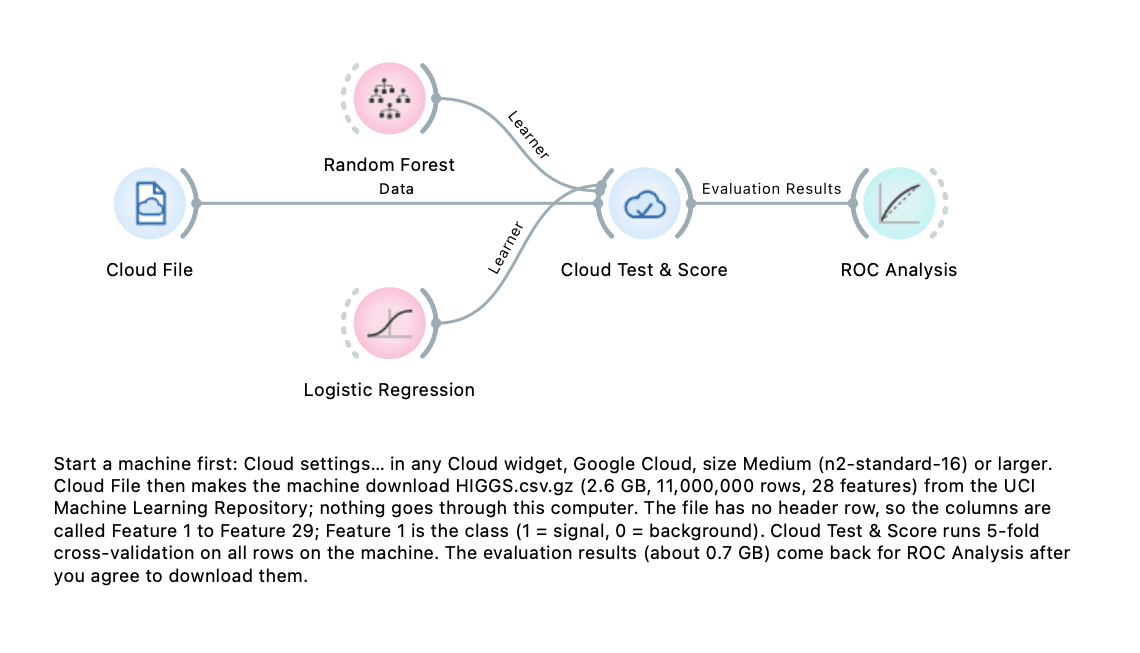 Learner
Random Forest
Data
Evaluation Results
Learner
Cloud File
Cloud Test & Score
ROC Analysis
Logistic Regression
Start a machine first: Cloud settings... in any Cloud widget, Google Cloud, size Medium (n2-standard-16) or larger.
Cloud File then makes the machine download HIGGS.csv.gz (2.6 GB, 11,000,000 rows, 28 features) from the UCI
Machine Learning Repository; nothing goes through this computer. The file has no header row, so the columns are
called Feature 1 to Feature 29; Feature 1 is the class (1 = signal, 0 = background). Cloud Test & Score runs 5-fold
cross-validation on all rows on the machine. The evaluation results (about 0.7 GB) come back for ROC Analysis after
you agree to download them.